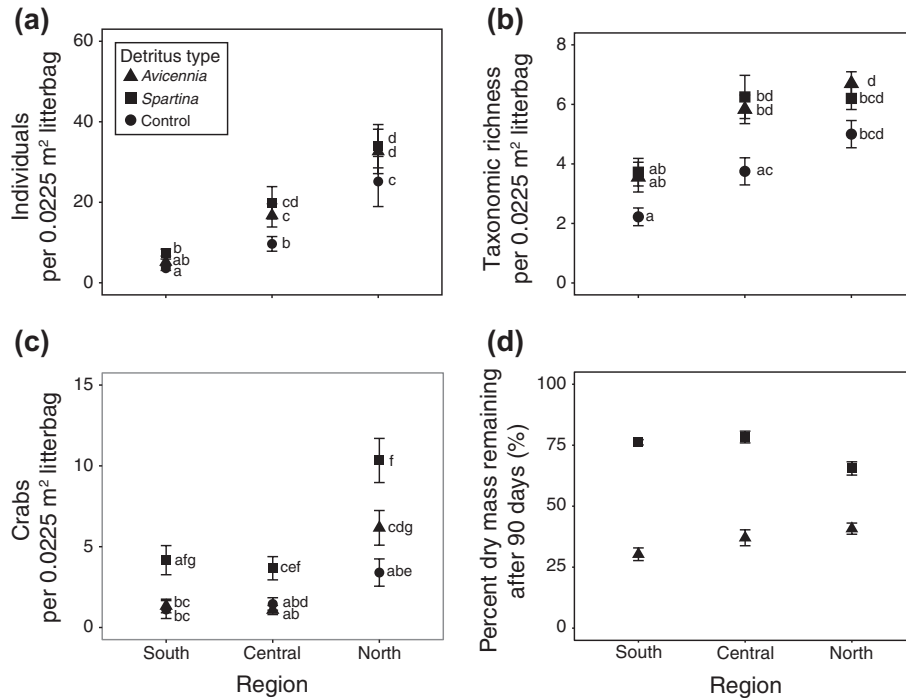 (a)
Individuals
per 0.0225 m² litterbag
60
40
20
0
Detritus type
Avicennia
Spartina
Control
b
ab
a
cd
c
b
d
d
c
(b)
Taxonomic richness
per 0.0225 m² litterbag
8
6
4
2
0
ab
ab
a
bd
bd
ac
d
bcd
bcd
(c)
Crabs
per 0.0225 m² litterbag
15
10
5
0
afg
bc
bc
cef
abd
ab
f
cdg
abe
South
Central
North
Region
(d)
Percent dry mass remaining
after 90 days (%)
100
75
50
25
0
South
Central
North
Region